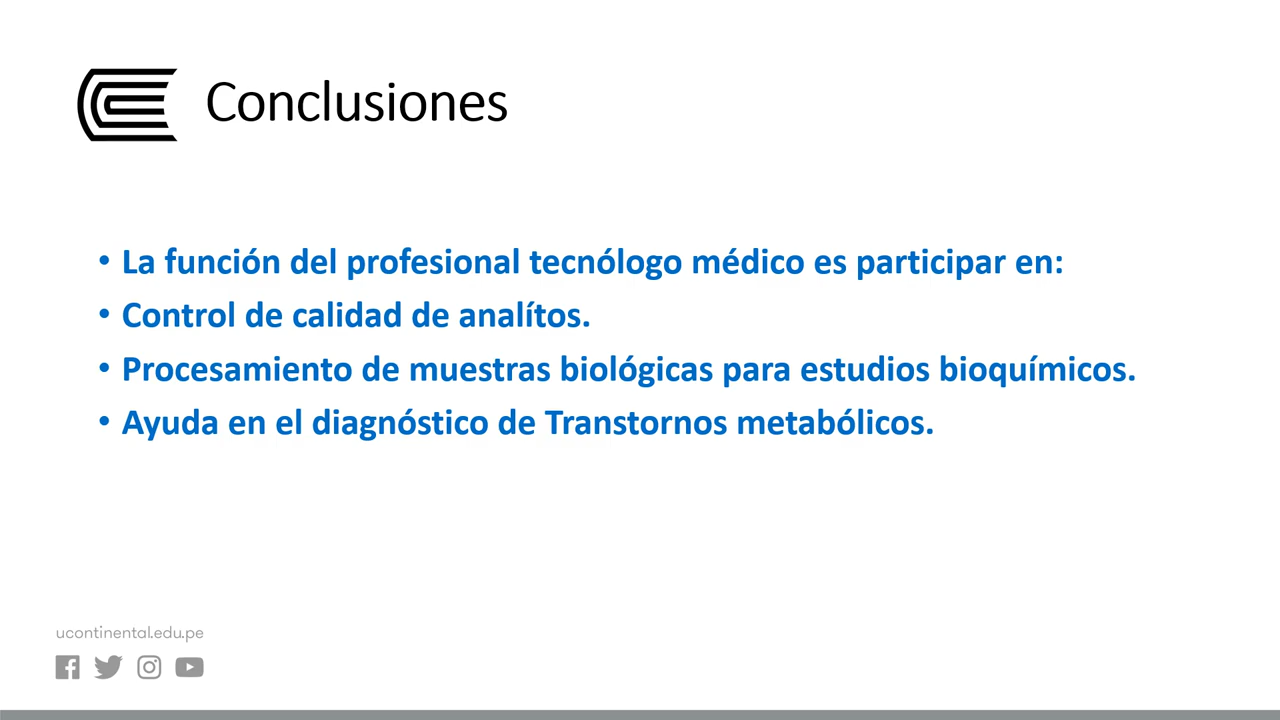 Conclusiones
• La función del profesional tecnólogo médico es participar en:
• Control de calidad de analítos.
• Procesamiento de muestras biológicas para estudios bioquímicos.
• Ayuda en el diagnóstico de Transtornos metabólicos.
ucontinental.edu.pe